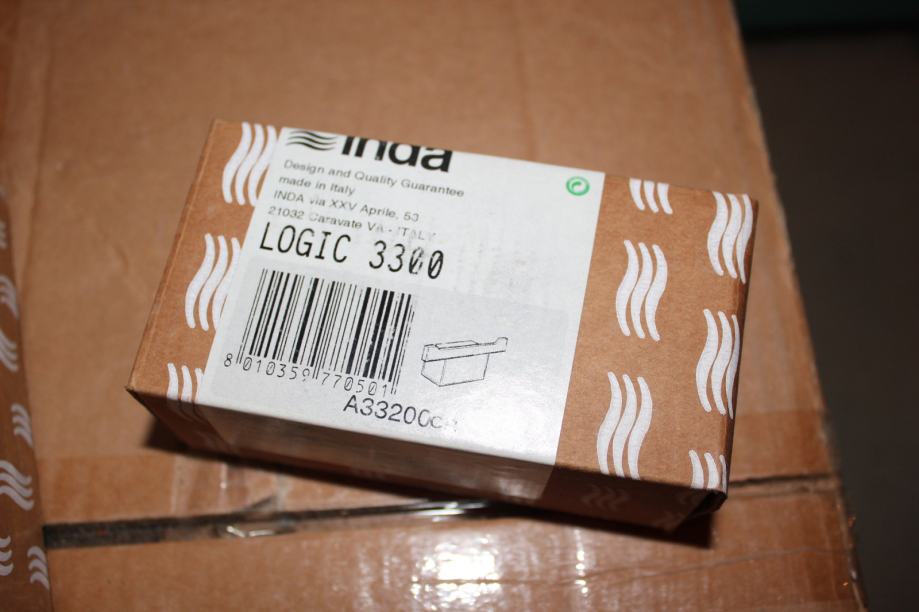 inda
Design and Quality Guarantee
made in Italy
INDA via XXV Aprile, 53
21032 Caravate VA - ITALY
LOGIC 3300
8 010359 770501